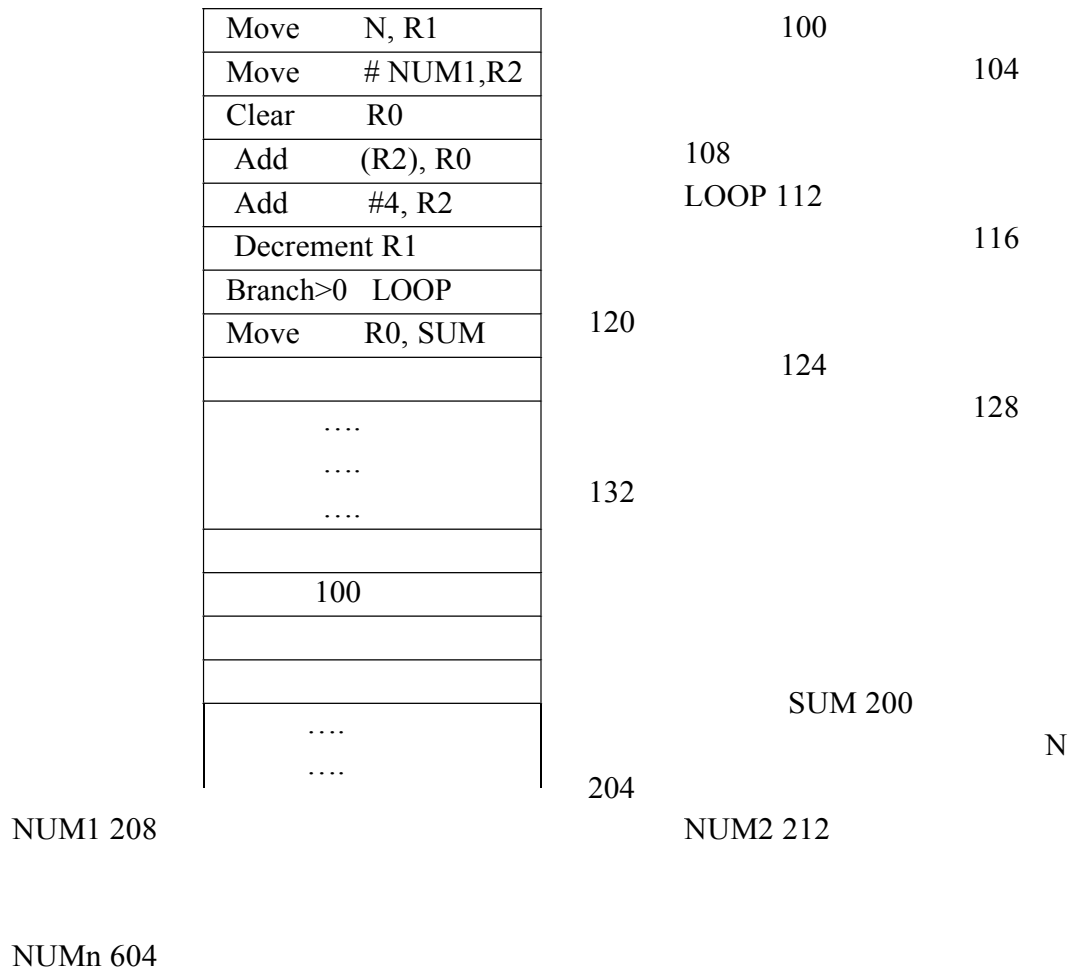 Move N, R1 100
Move # NUM1,R2 104
Clear R0
Add (R2), R0 108
Add #4, R2 LOOP 112
Decrement R1 116
Branch>0 LOOP
Move R0, SUM 120
124
128
….
….
132
….
100
SUM 200
….
N
….
204
NUM1 208 NUM2 212
NUMn 604